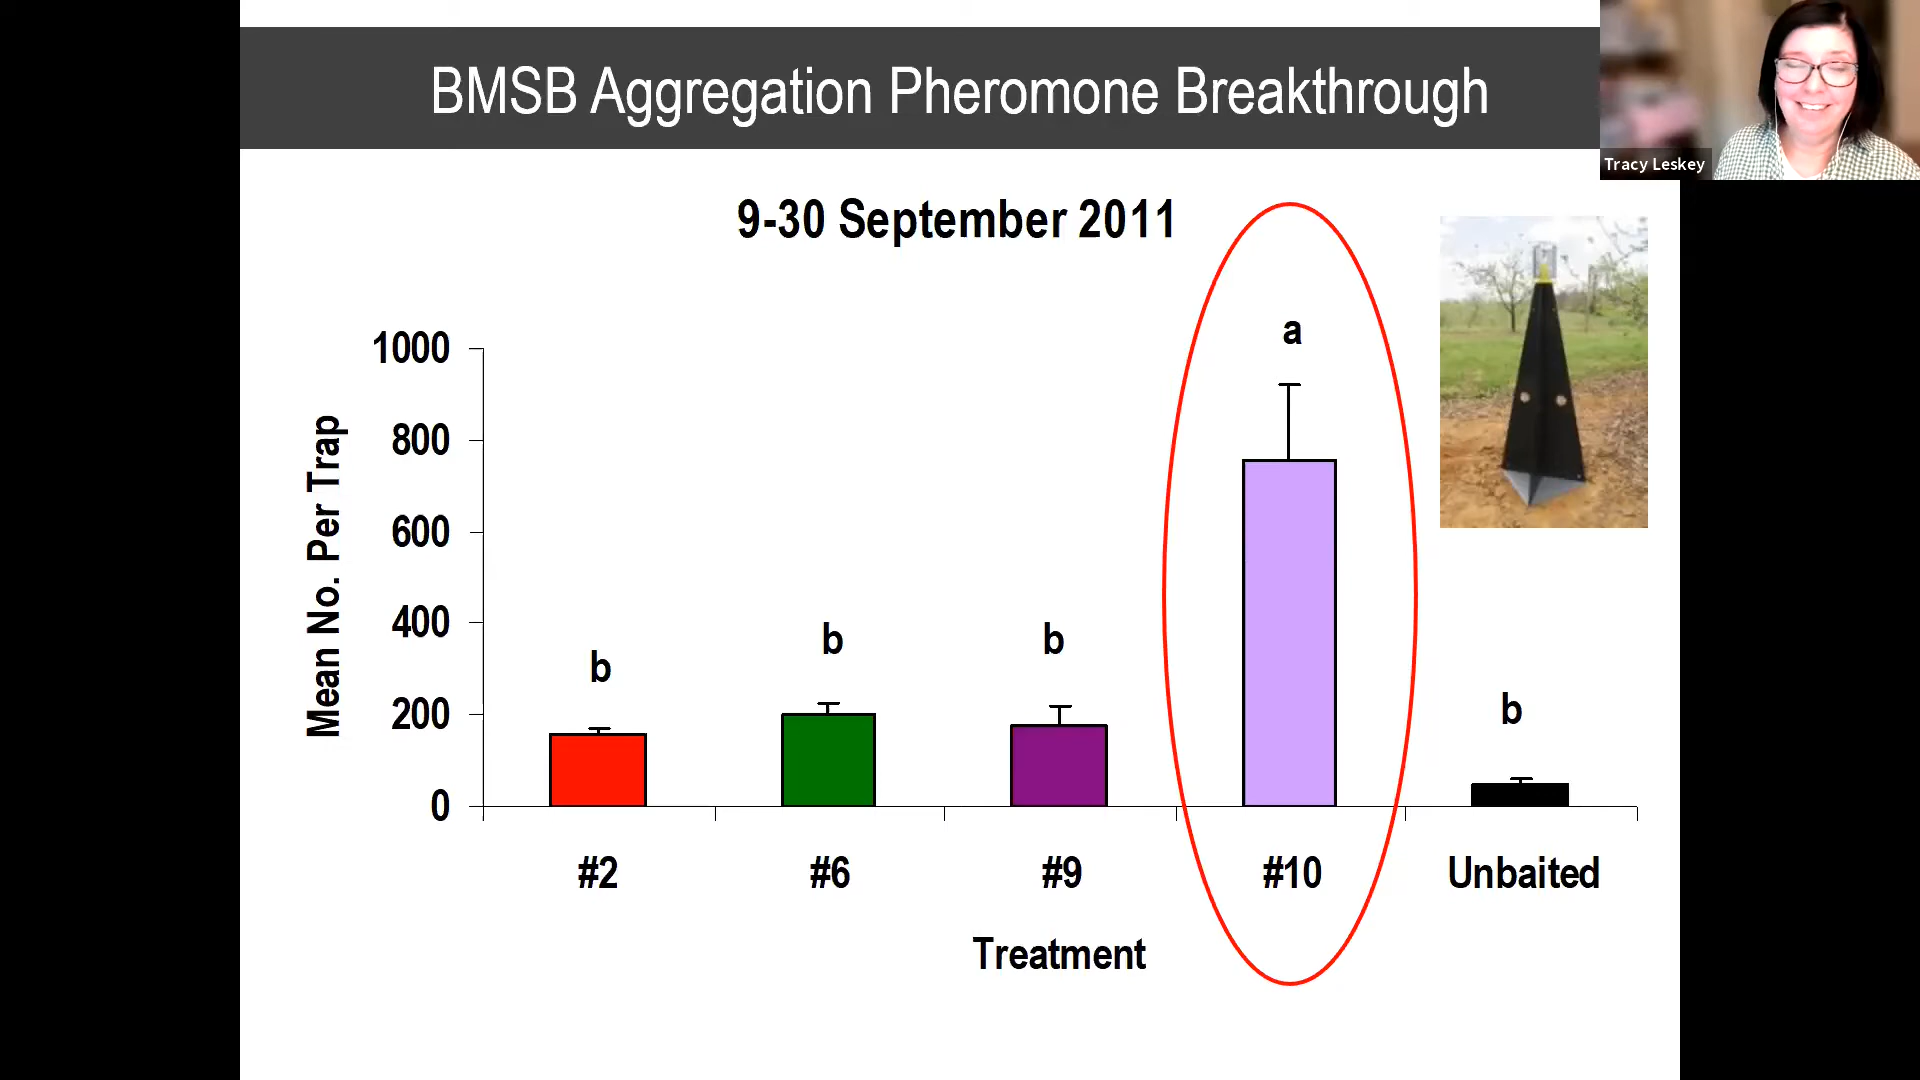 BMSB Aggregation Pheromone Breakthrough
Tracy Leskey
9-30 September 2011
Mean No. Per Trap
1000
800
600
400
200
0
b
b
b
a
b
#2
#6
#9
#10
Unbaited
Treatment